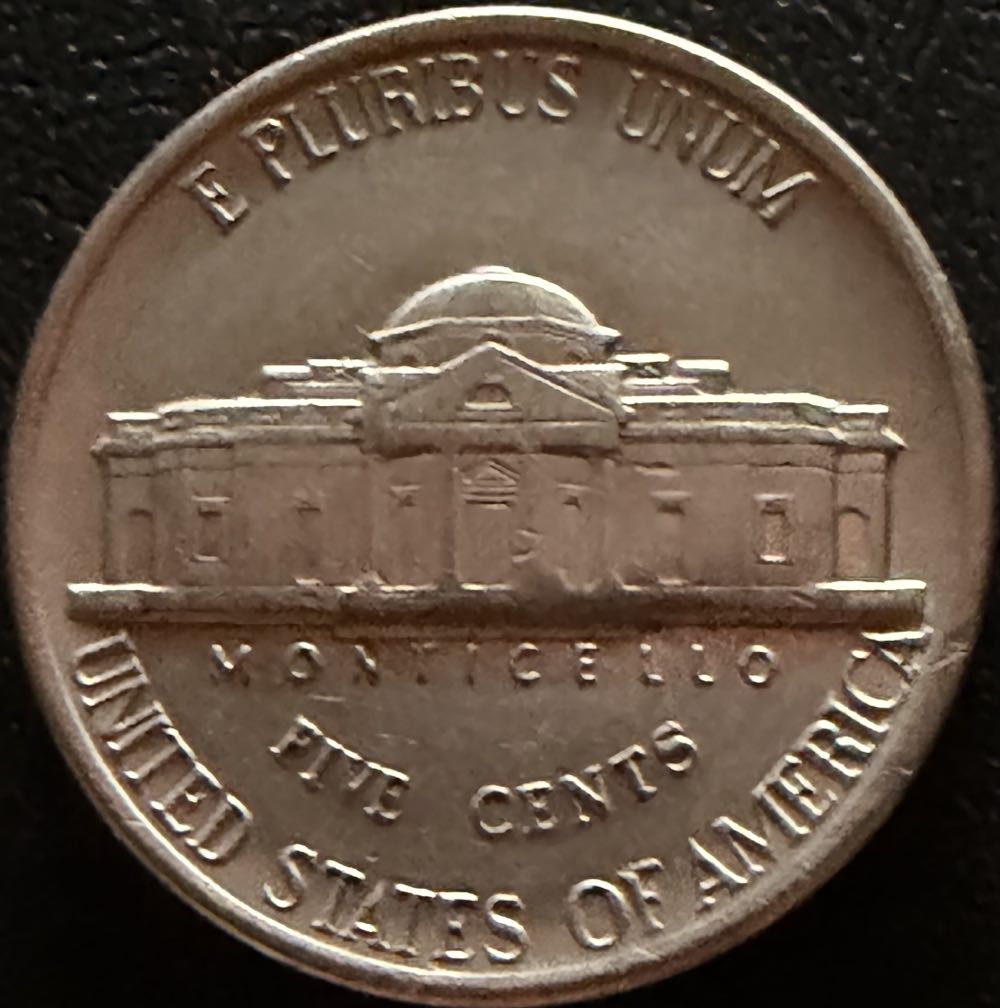 E PLURIBUS UNUM
MONTICELLO
FIVE CENTS
UNITED STATES OF AMERICA